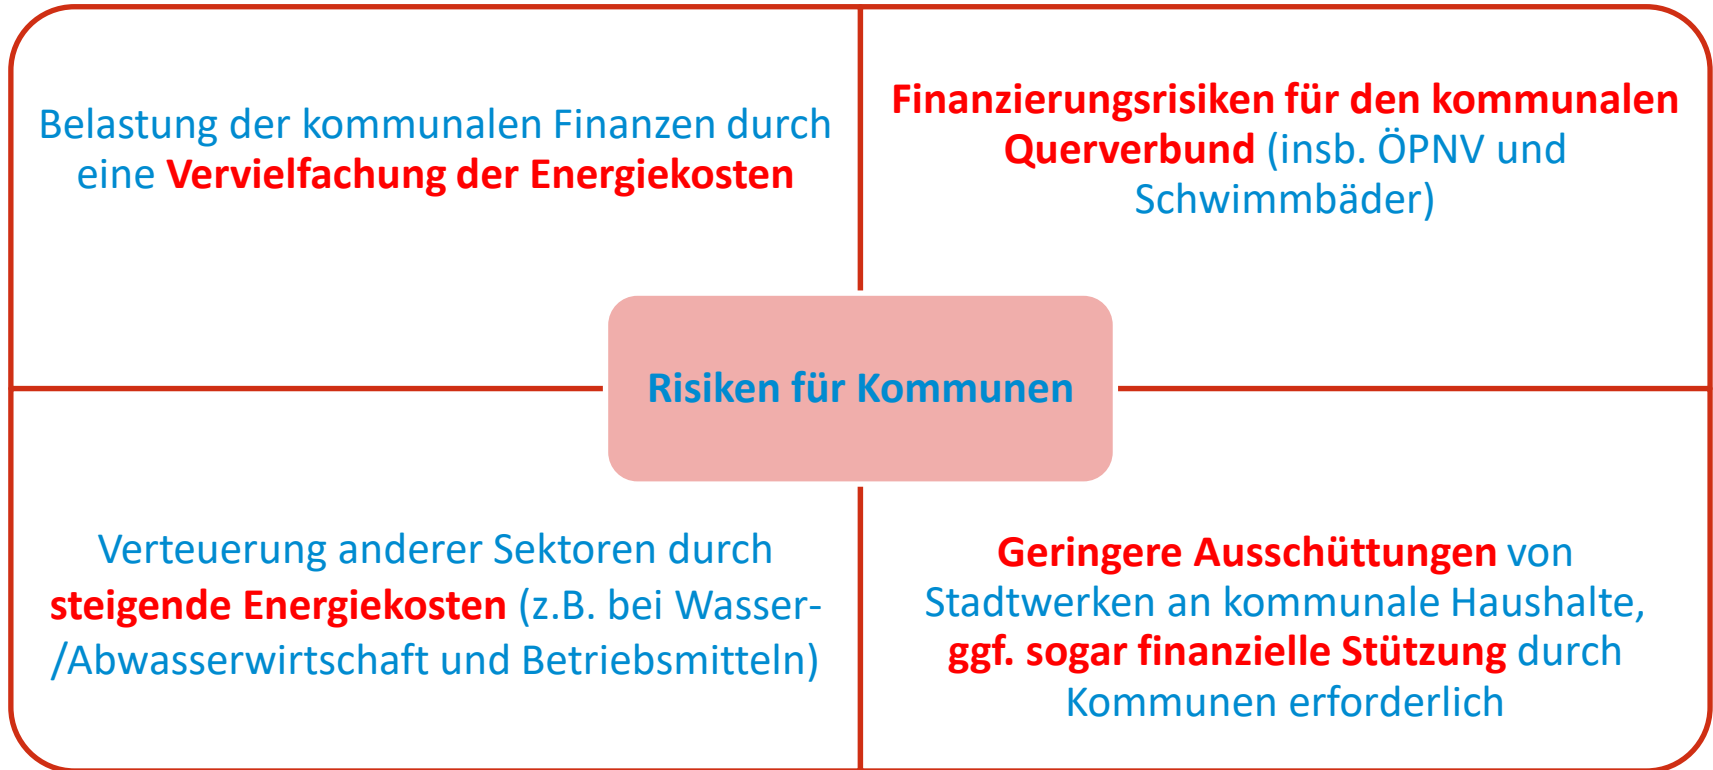 Belastung der kommunalen Finanzen durch
eine Vervielfachung der Energiekosten
Finanzierungsrisiken für den kommunalen
Querverbund (insb. ÖPNV und
Schwimmbäder)
Risiken für Kommunen
Verteuerung anderer Sektoren durch
steigende Energiekosten (z.B. bei Wasser-
/Abwasserwirtschaft und Betriebsmitteln)
Geringere Ausschüttungen von
Stadtwerken an kommunale Haushalte,
ggf. sogar finanzielle Stützung durch
Kommunen erforderlich